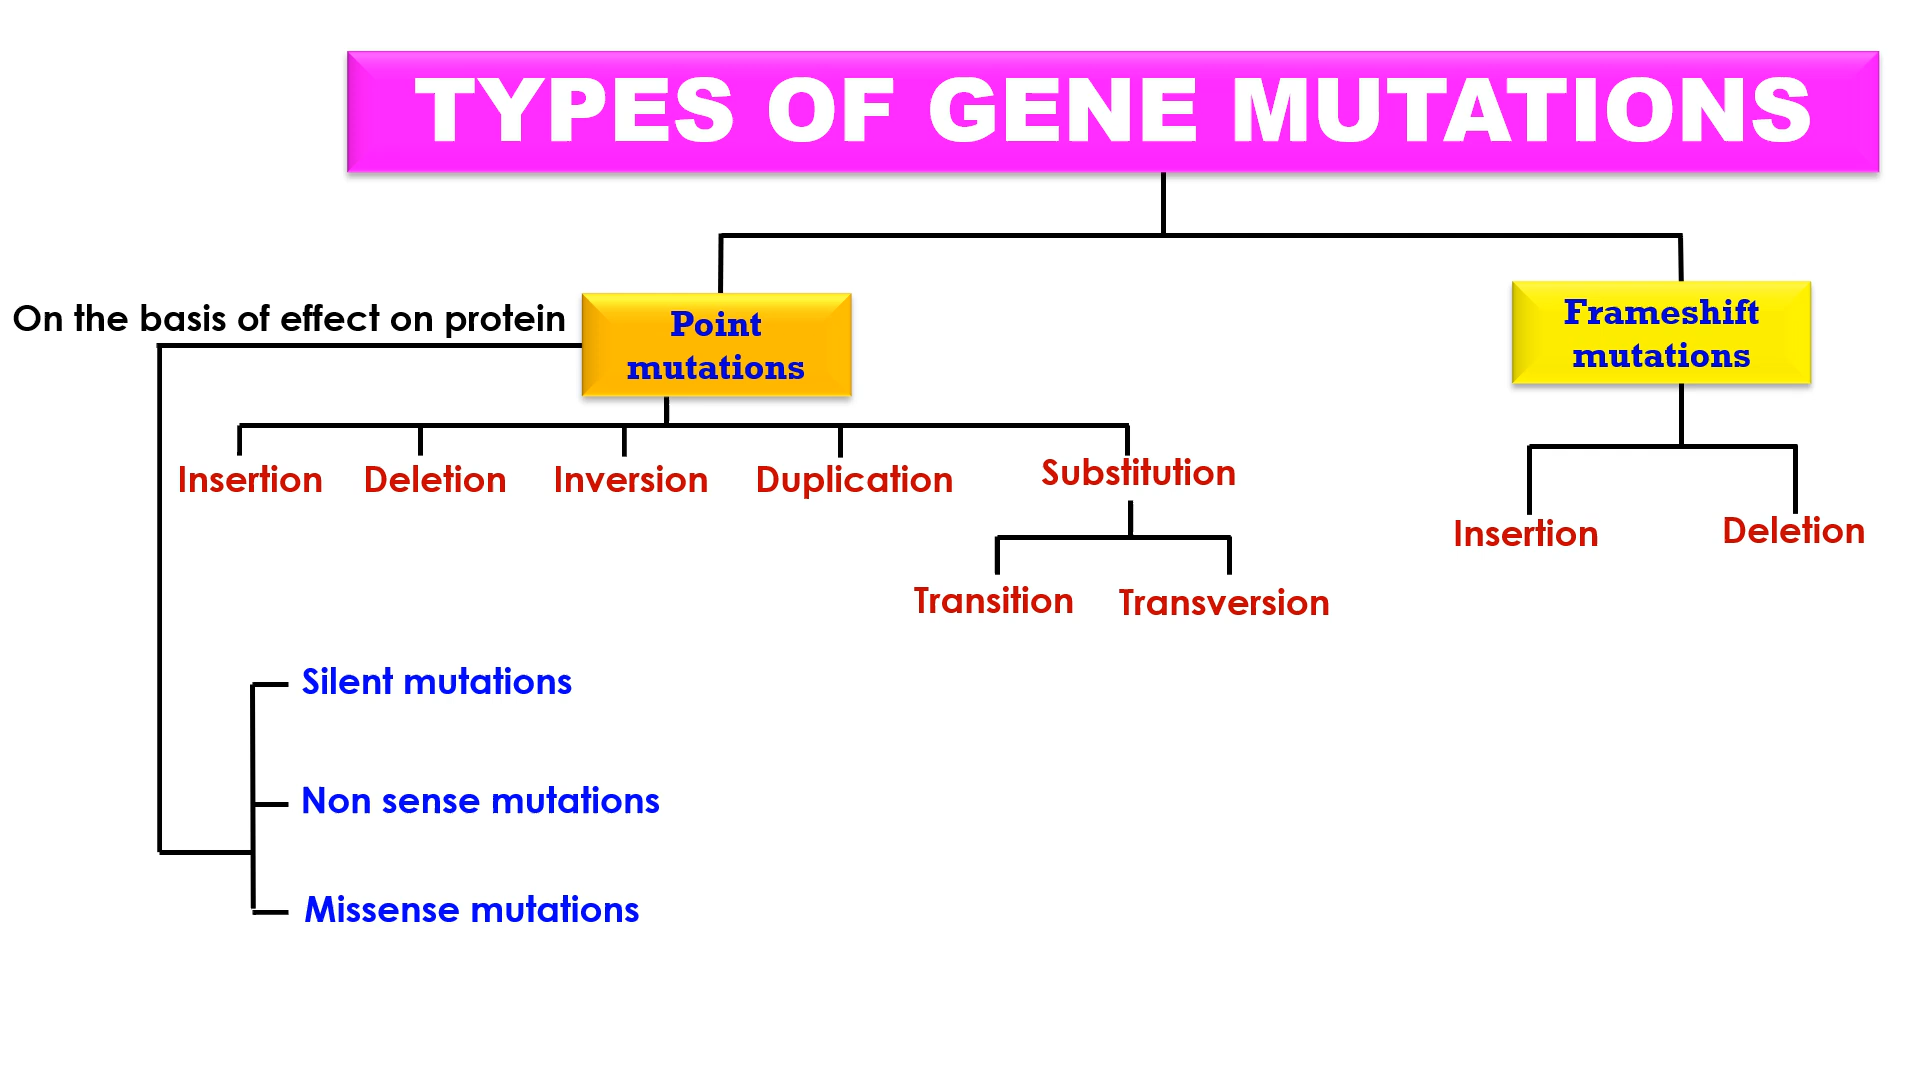 TYPES OF GENE MUTATIONS
On the basis of effect on protein
Point
mutations
Frameshift
mutations
Insertion
Deletion
Inversion
Duplication
Substitution
Transition
Transversion
Insertion
Deletion
Silent mutations
Non sense mutations
Missense mutations